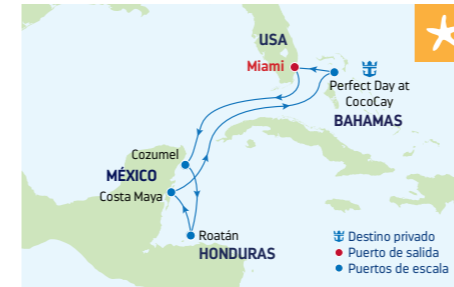 USA
Miami
Perfect Day at
CocoCay
BAHAMAS
Cozumel
MÉXICO
Costa Maya
Roatán
HONDURAS
Destino privado
Puerto de salida
Puertos de escala